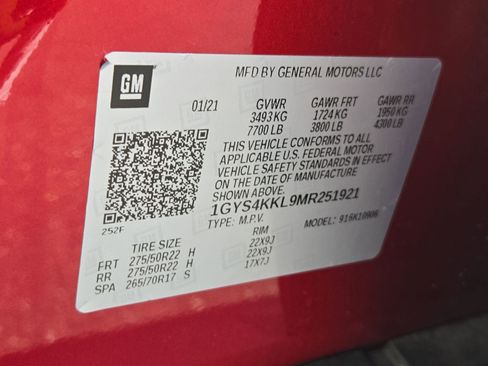 GM
MFD BY GENERAL MOTORS LLC
01/21 GVWR GAWR FRT GAWR RR
3493 KG 1724 KG 1950 KG
7700 LB 3800 LB 4300 LB
THIS VEHICLE CONFORMS TO ALL
APPLICABLE U.S. FEDERAL MOTOR
VEHICLE SAFETY STANDARDS IN EFFECT
ON THE DATE OF MANUFACTURE
SHOWN ABOVE.
1GYS4KKL9MR251921
252F TYPE: M.P.V. MODEL: 916K10906
TIRE SIZE RIM
FRT 275/50R22 H 22X9J
RR 275/50R22 H 22X9J
SPA 265/70R17 S 17X7J